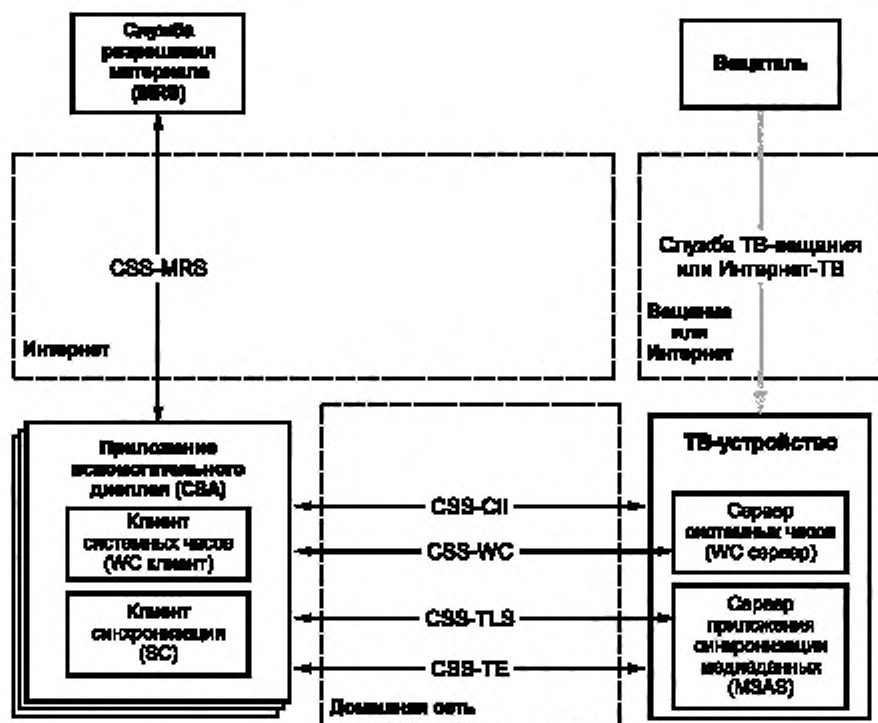 Служба
разрешения
материала
(MRS)
Вещатель
CSS-MRS
Служба ТВ-вещания
или Интернет-ТВ
Интернет
Вещание
или
Интернет
Приложение
вспомогательного
дисплея (CSA)
Клиент
системных часов
(WC клиент)
Клиент
синхронизации
(SC)
CSS-CII
CSS-WC
CSS-TLS
CSS-TE
Домашняя сеть
ТВ-устройство
Сервер
системных часов
(WC сервер)
Сервер
приложения
синхронизации
медиаданных
(MSAS)